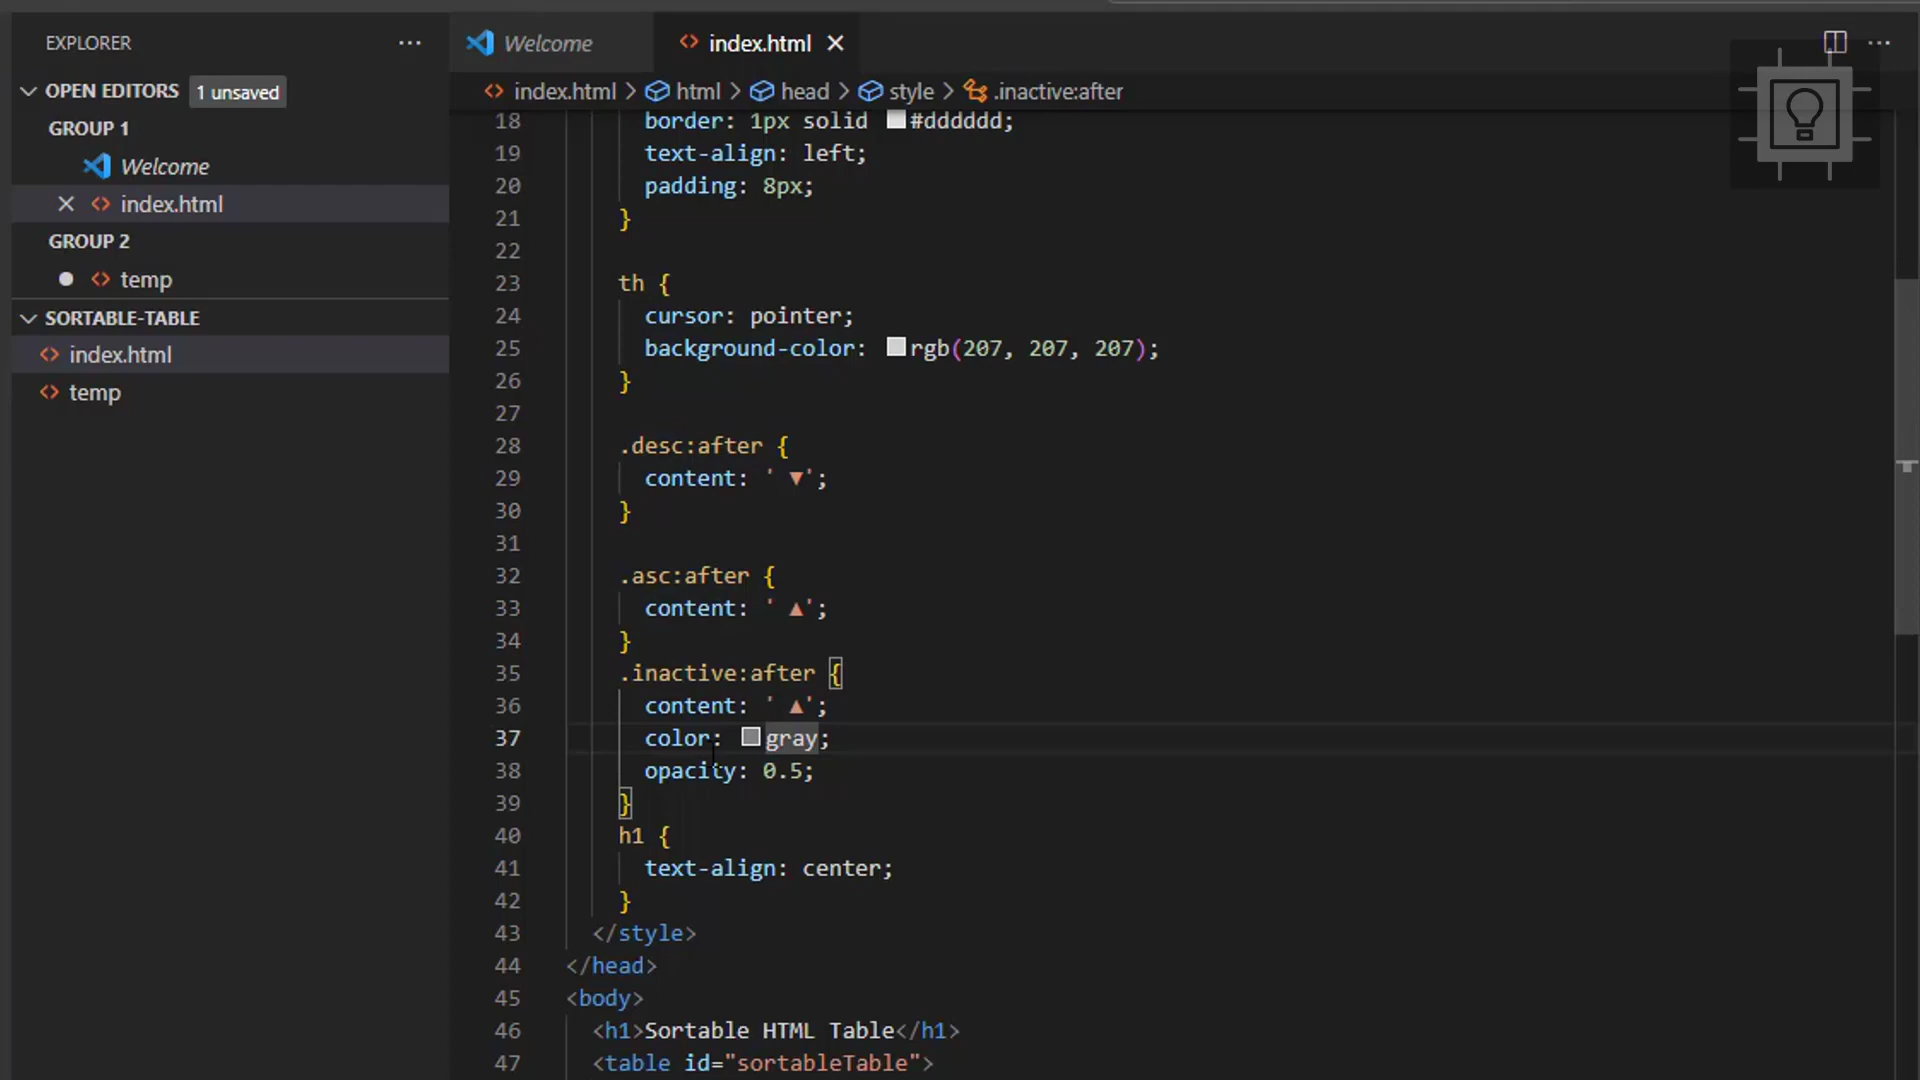 EXPLORER
OPEN EDITORS 1 unsaved
GROUP 1
Welcome
index.html
GROUP 2
temp
SORTABLE-TABLE
index.html
temp
Welcome
index.html
index.html > html > head > style > .inactive:after
18 border: 1px solid #dddddd;
19 text-align: left;
20 padding: 8px;
21 }
22
23 th {
24 cursor: pointer;
25 background-color: rgb(207, 207, 207);
26 }
27
28 .desc:after {
29 content: ' ▼';
30 }
31
32 .asc:after {
33 content: ' ▲';
34 }
35 .inactive:after {
36 content: ' ▲';
37 color: gray;
38 opacity: 0.5;
39 }
40 h1 {
41 text-align: center;
42 }
43 </style>
44 </head>
45 <body>
46 <h1>Sortable HTML Table</h1>
47 <table id="sortableTable">